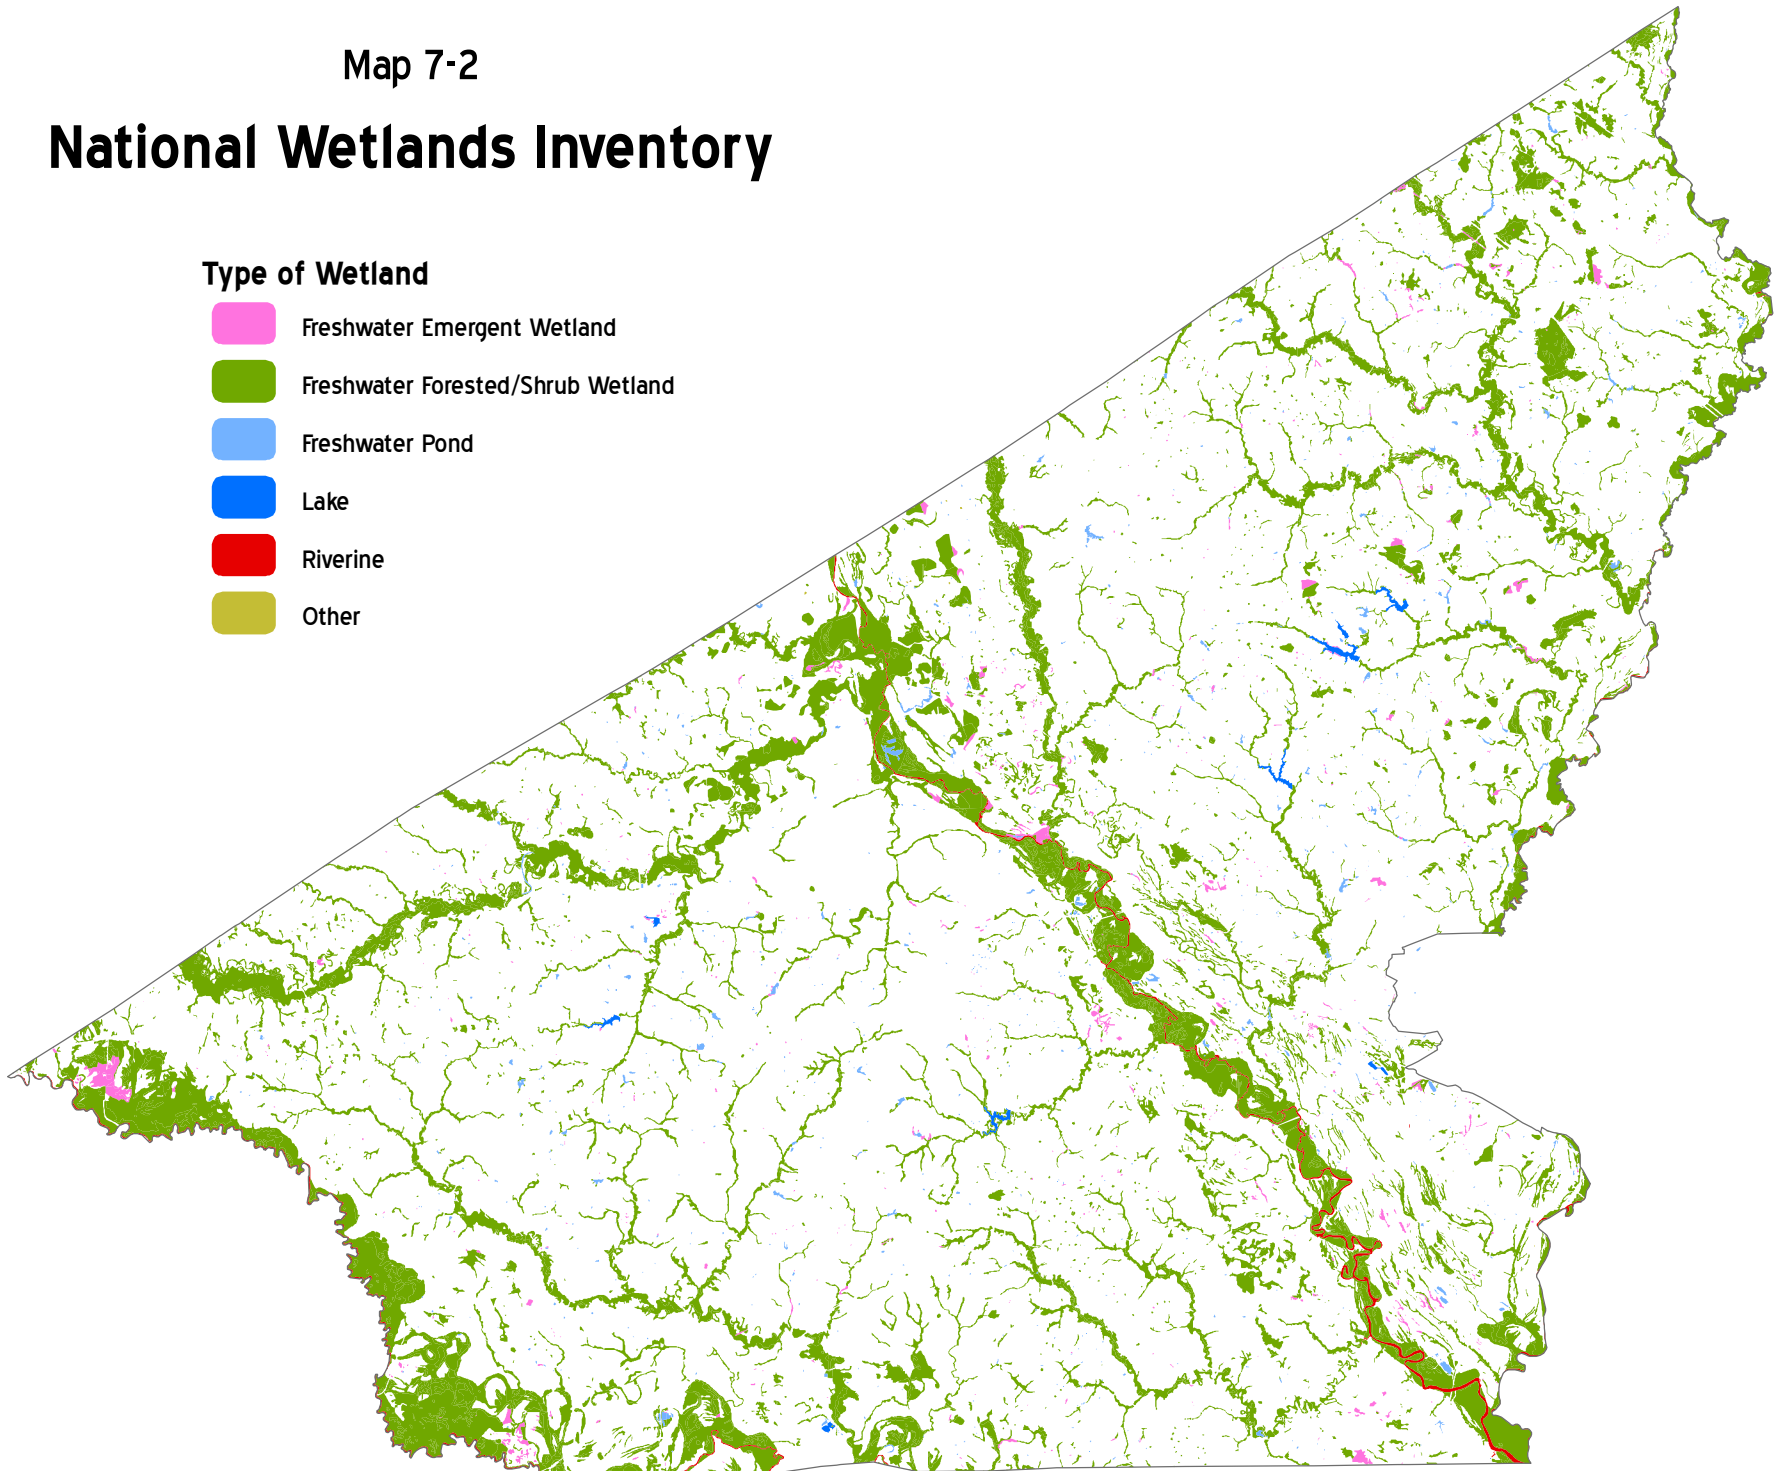 Map 7-2
National Wetlands Inventory
Type of Wetland
Freshwater Emergent Wetland
Freshwater Forested/Shrub Wetland
Freshwater Pond
Lake
Riverine
Other